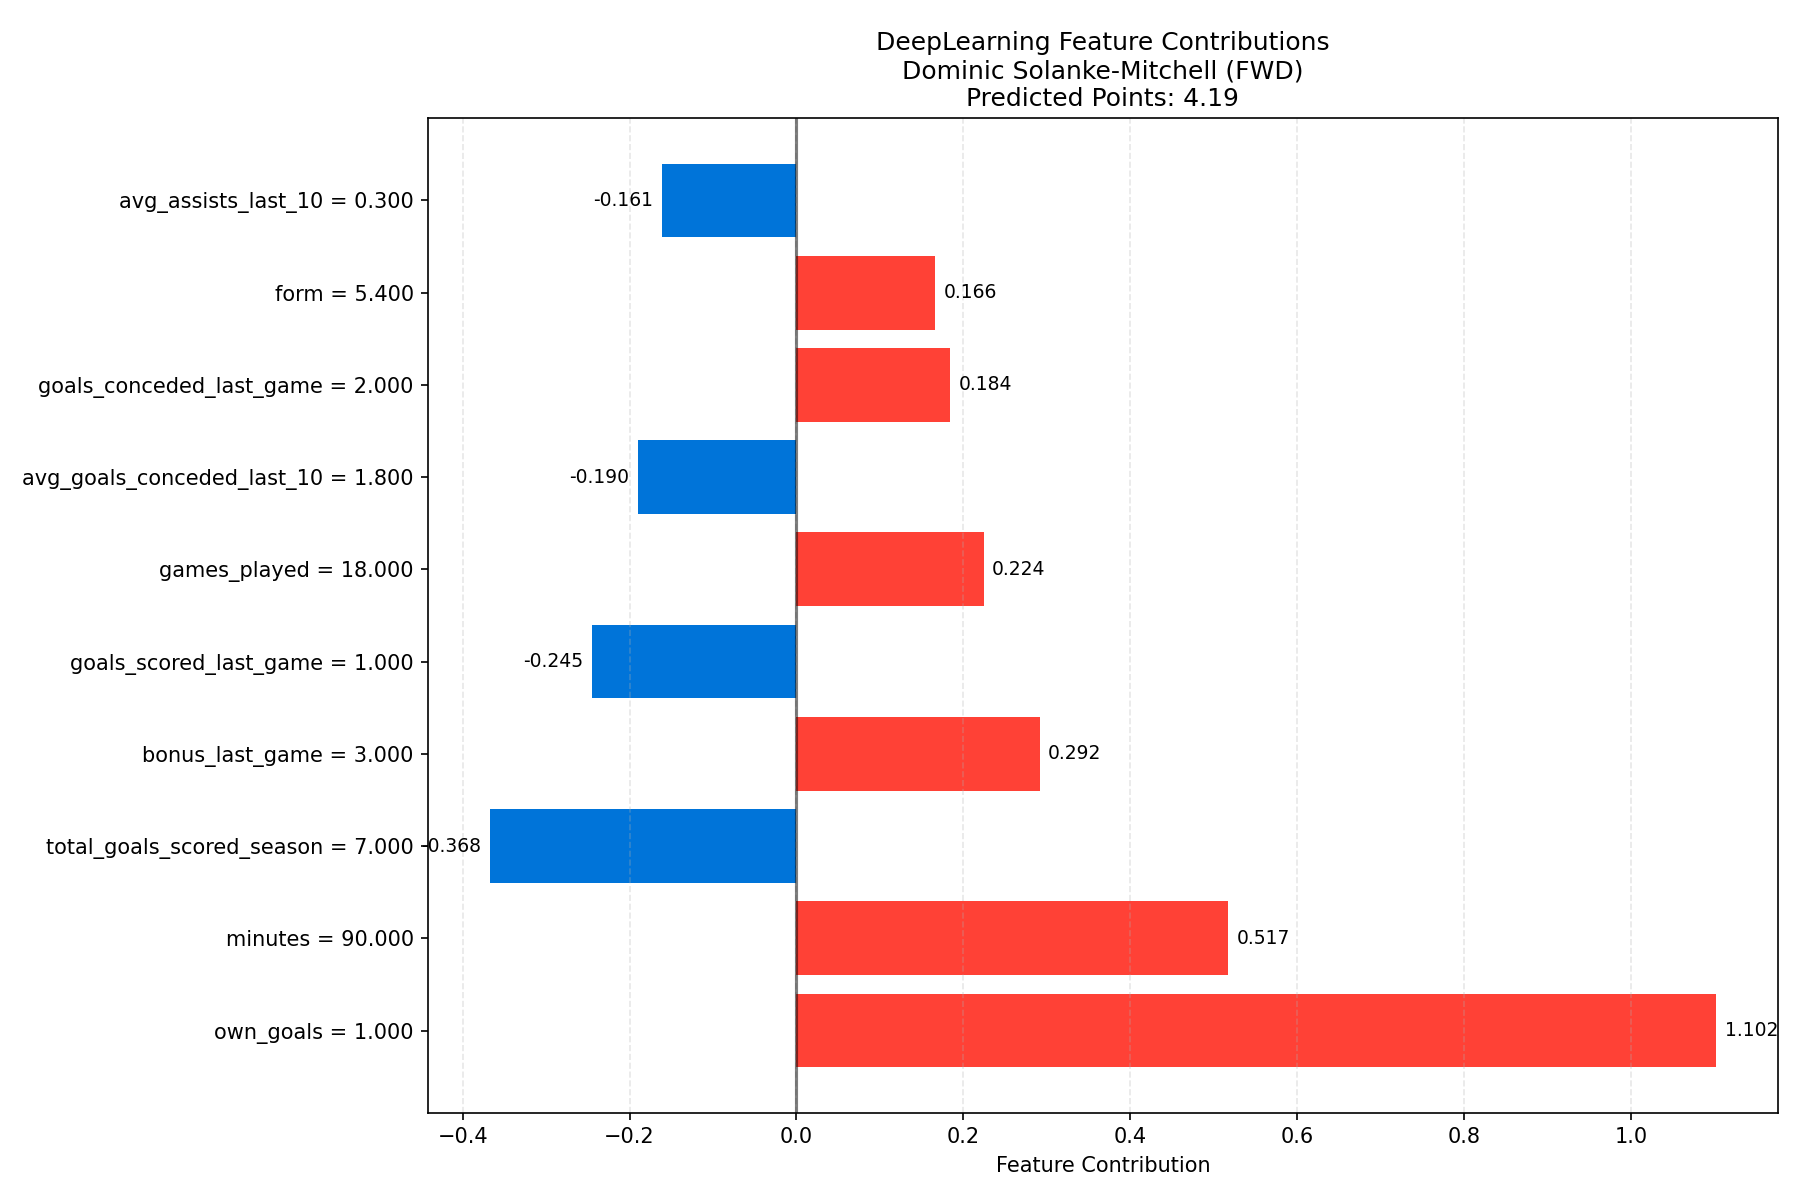 DeepLearning Feature Contributions
Dominic Solanke-Mitchell (FWD)
Predicted Points: 4.19
avg_assists_last_10 = 0.300 -0.161
form = 5.400 0.166
goals_conceded_last_game = 2.000 0.184
avg_goals_conceded_last_10 = 1.800 -0.190
games_played = 18.000 0.224
goals_scored_last_game = 1.000 -0.245
bonus_last_game = 3.000 0.292
total_goals_scored_season = 7.000 -0.368
minutes = 90.000 0.517
own_goals = 1.000 1.102
−0.4 −0.2 0.0 0.2 0.4 0.6 0.8 1.0
Feature Contribution